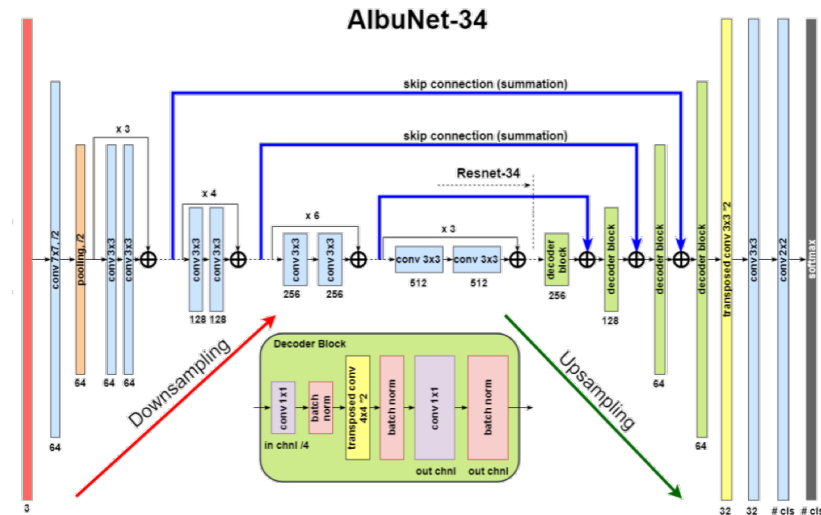 AlbuNet-34
skip connection (summation)
skip connection (summation)
Resnet-34
x 3
x 4
x 6
x 3
conv 7x7, /2
pooling, /2
conv 3x3
conv 3x3
conv 3x3
conv 3x3
conv 3x3
conv 3x3
conv 3x3
conv 3x3
decoder
block
decoder block
decoder block
decoder block
transposed conv 3x3 *2
conv 3x3
conv 2x2
softmax
3
64
64
64
64
128
128
256
256
512
512
256
128
64
64
32
32
# cls
# cls
Downsampling
Upsampling
Decoder Block
conv 1x1
batch
norm
transposed conv
4x4 *2
batch norm
conv 1x1
batch
norm
in chnl /4
out chnl
out chnl